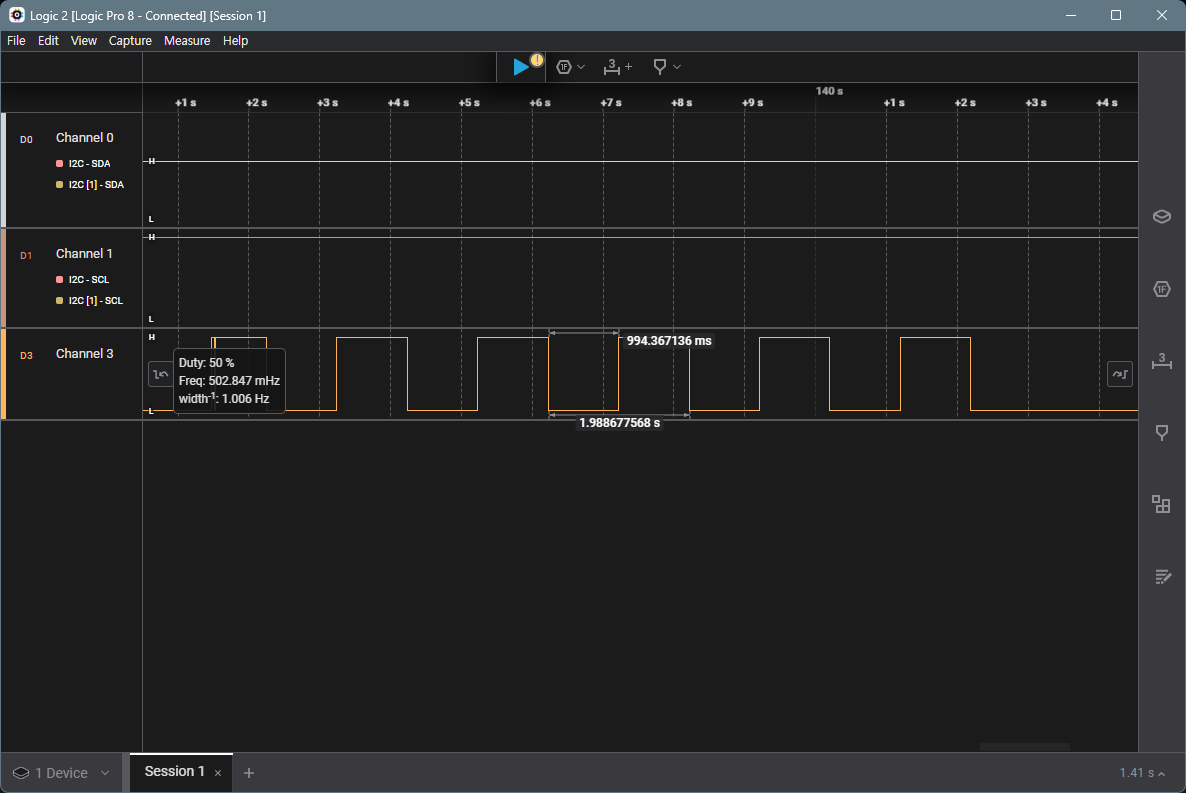 Logic 2 [Logic Pro 8 - Connected] [Session 1]
File Edit View Capture Measure Help
1F 3 +
140 s
+1 s +2 s +3 s +4 s +5 s +6 s +7 s +8 s +9 s +1 s +2 s +3 s +4 s
D0 Channel 0
I2C - SDA
I2C [1] - SDA
H
L
D1 Channel 1
I2C - SCL
I2C [1] - SCL
H
L
D3 Channel 3
H
L
994.367136 ms
Duty: 50 %
Freq: 502.847 mHz
width⁻¹: 1.006 Hz
1.988677568 s
1F
3
1 Device
Session 1 ×
+
1.41 s